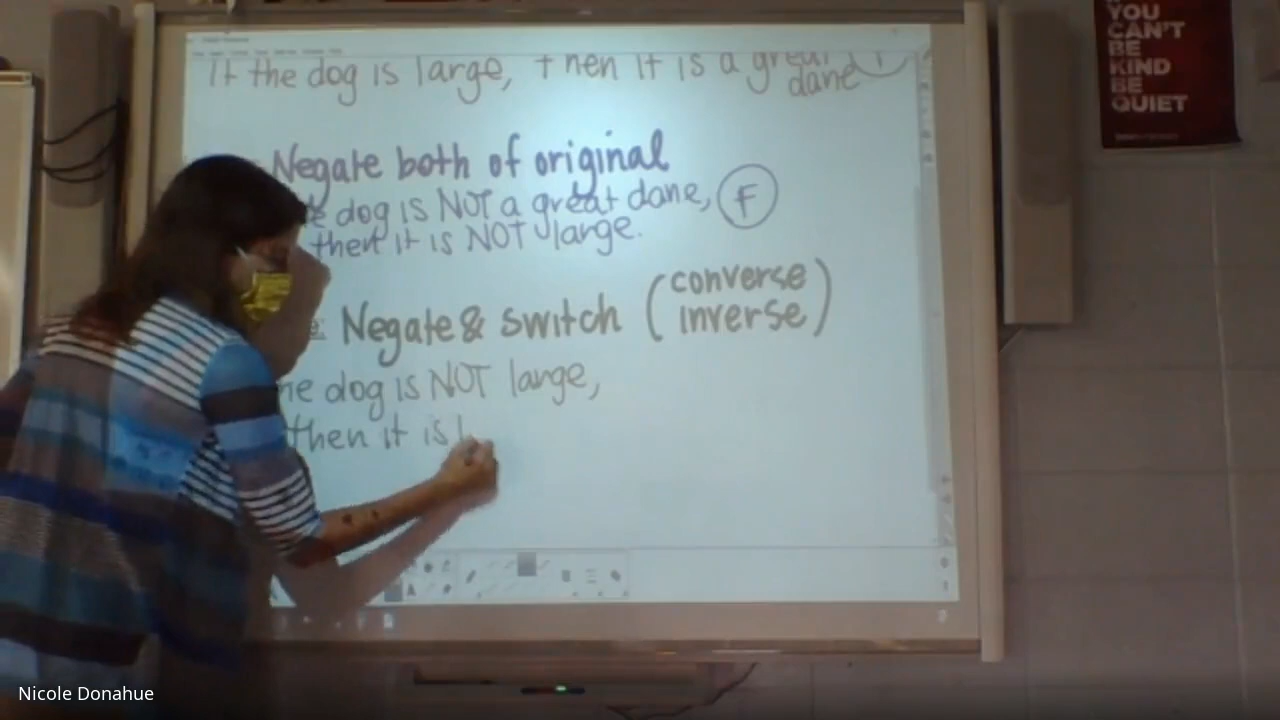 If the dog is large, then it is a great
dane
Negate both of original
dog is NOT a great dane, F
then it is NOT large.
Negate & switch (converse
inverse)
dog is NOT large,
then it is
YOU
CAN'T
BE
KIND
BE
QUIET
Nicole Donahue